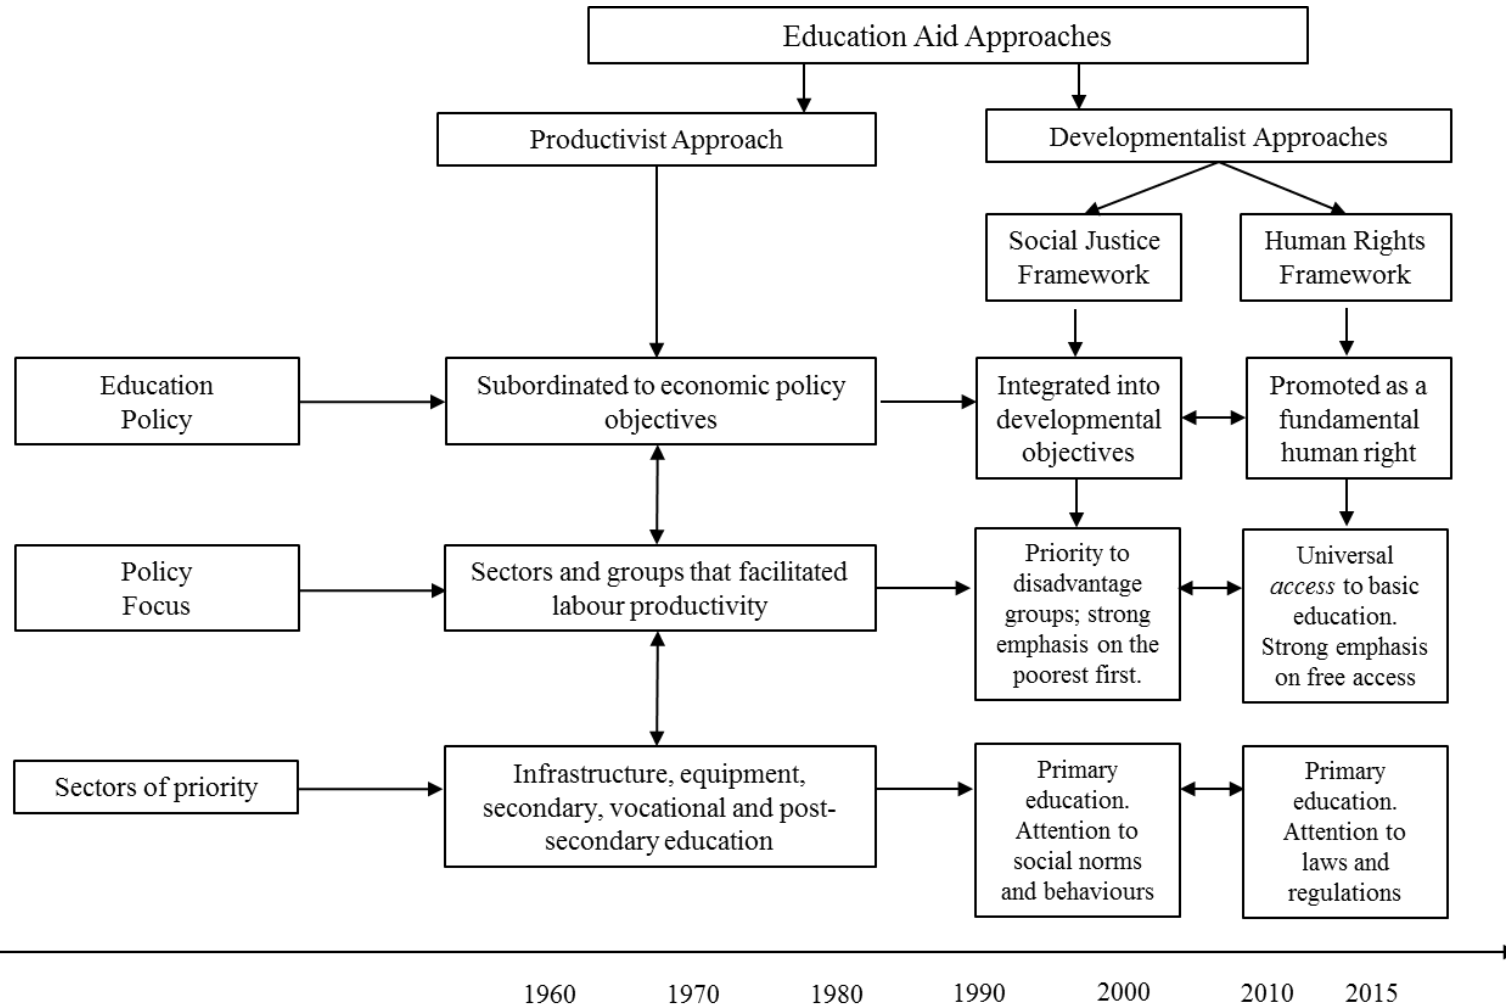 Education Aid Approaches
Productivist Approach
Developmentalist Approaches
Social Justice
Framework
Human Rights
Framework
Education
Policy
Subordinated to economic policy
objectives
Integrated into
developmental
objectives
Promoted as a
fundamental
human right
Policy
Focus
Sectors and groups that facilitated
labour productivity
Priority to
disadvantage
groups; strong
emphasis on the
poorest first.
Universal
access to basic
education.
Strong emphasis
on free access
Sectors of priority
Infrastructure, equipment,
secondary, vocational and post-
secondary education
Primary
education.
Attention to
social norms
and behaviours
Primary
education.
Attention to
laws and
regulations
1960 1970 1980 1990 2000 2010 2015